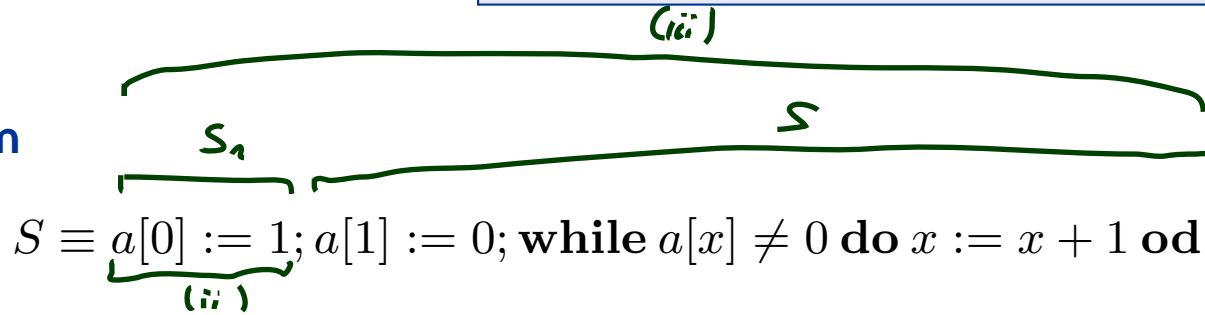 (iii)
m
S₁
S
S ≡ a[0] := 1; a[1] := 0; while a[x] ≠ 0 do x := x + 1 od
(ii)